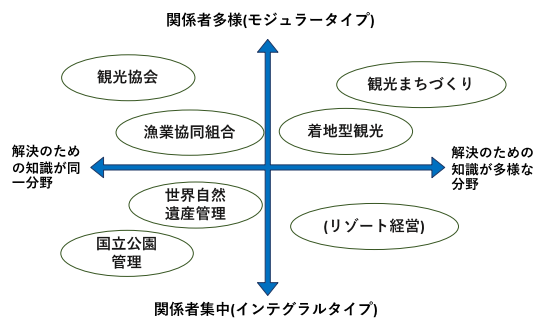 関係者多様(モジュラータイプ)
観光協会
観光まちづくり
漁業協同組合
着地型観光
解決のため
の知識が同
一分野
解決のための
知識が多様な
分野
世界自然
遺産管理
(リゾート経営)
国立公園
管理
関係者集中(インテグラルタイプ)